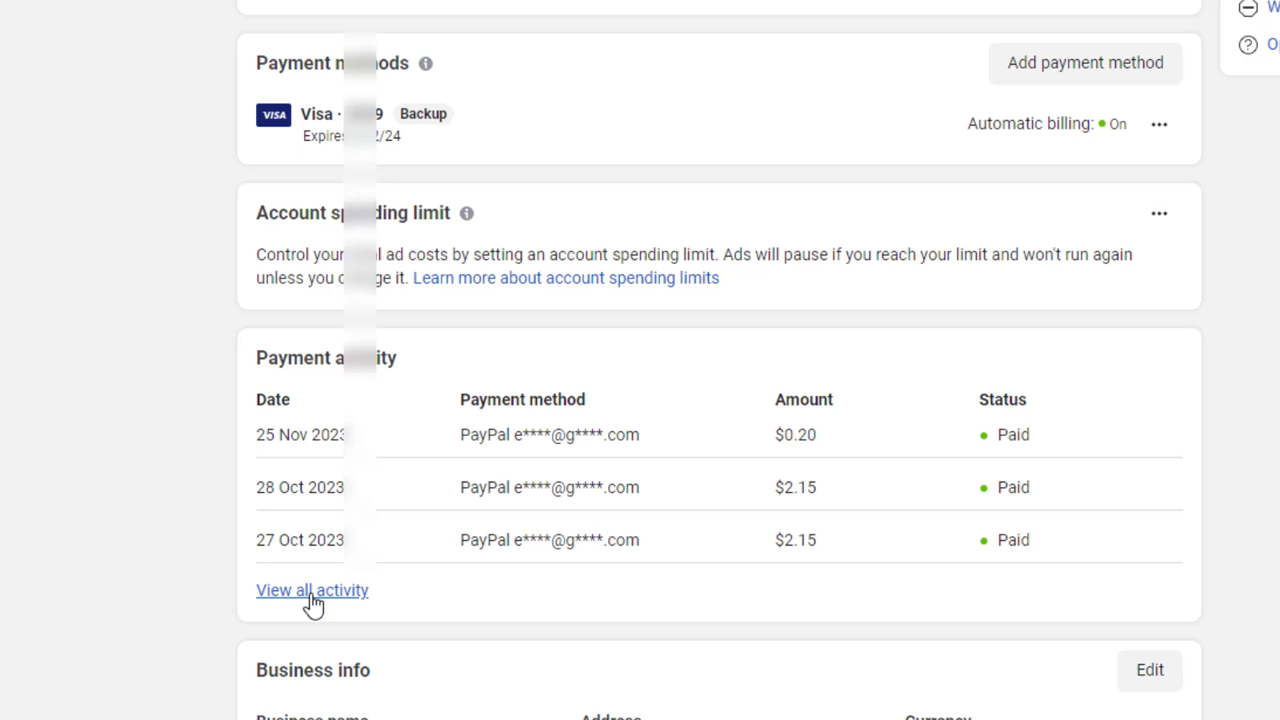 W
Payment methods
Add payment method
VISA Visa · 9 Backup
Expires 2/24
Automatic billing: On
Account spending limit
Control your ad costs by setting an account spending limit. Ads will pause if you reach your limit and won't run again
unless you change it. Learn more about account spending limits
Payment activity
Date Payment method Amount Status
25 Nov 2023 PayPal e****@g****.com $0.20 Paid
28 Oct 2023 PayPal e****@g****.com $2.15 Paid
27 Oct 2023 PayPal e****@g****.com $2.15 Paid
View all activity
Business info
Edit
Business name Address Currency